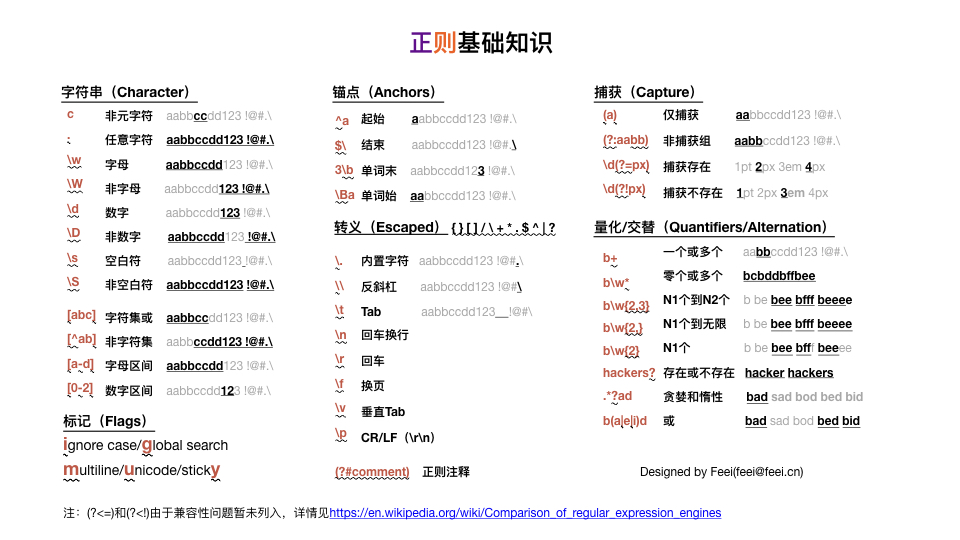 正则基础知识
字符串（Character）
c 非元字符 aabbccdd123 !@#.\
. 任意字符 aabbccdd123 !@#.\
\w 字母 aabbccdd123 !@#.\
\W 非字母 aabbccdd123 !@#.\
\d 数字 aabbccdd123 !@#.\
\D 非数字 aabbccdd123 !@#.\
\s 空白符 aabbccdd123_!@#.\
\S 非空白符 aabbccdd123 !@#.\
[abc] 字符集或 aabbccdd123 !@#.\
[^ab] 非字符集 aabbccdd123 !@#.\
[a-d] 字母区间 aabbccdd123 !@#.\
[0-2] 数字区间 aabbccdd123 !@#.\
标记（Flags）
ignore case/global search
multiline/unicode/sticky
锚点（Anchors）
^a 起始 aabbccdd123 !@#.\
$\ 结束 aabbccdd123 !@#.\
3\b 单词末 aabbccdd123 !@#.\
\Ba 单词始 aabbccdd123 !@#.\
转义（Escaped） { } [ ] / \ + * . $ ^ | ?
\. 内置字符 aabbccdd123 !@#.\
\\ 反斜杠 aabbccdd123 !@#\
\t Tab aabbccdd123__!@#\
\n 回车换行
\r 回车
\f 换页
\v 垂直Tab
\p CR/LF（\r\n）
(?#comment) 正则注释
捕获（Capture）
(a) 仅捕获 aabbccdd123 !@#.\
(?:aabb) 非捕获组 aabbccdd123 !@#.\
\d(?=px) 捕获存在 1pt 2px 3em 4px
\d(?!px) 捕获不存在 1pt 2px 3em 4px
量化/交替（Quantifiers/Alternation）
b+ 一个或多个 aabbccdd123 !@#.\
b\w* 零个或多个 bcbddbffbee
b\w{2,3} N1个到N2个 b be bee bfff beeee
b\w{2,} N1个到无限 b be bee bfff beeee
b\w{2} N1个 b be bee bfff beeee
hackers? 存在或不存在 hacker hackers
.*?ad 贪婪和惰性 bad sad bod bed bid
b(a|e|i)d 或 bad sad bod bed bid
Designed by Feei(feei@feei.cn)
注：(?<=)和(?<!)由于兼容性问题暂未列入，详情见https://en.wikipedia.org/wiki/Comparison_of_regular_expression_engines